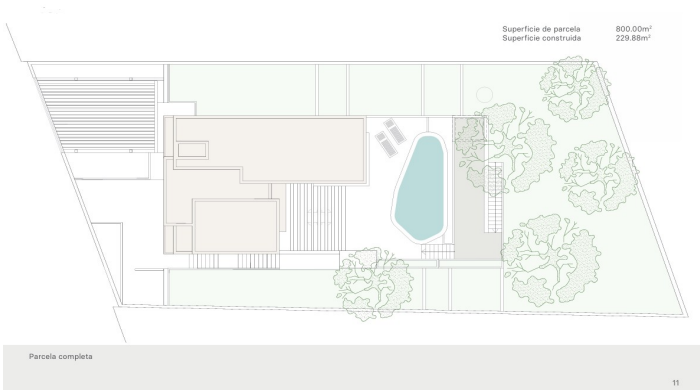 Superficie de parcela 800.00m²
Superficie construida 229.88m²
Parcela completa
11